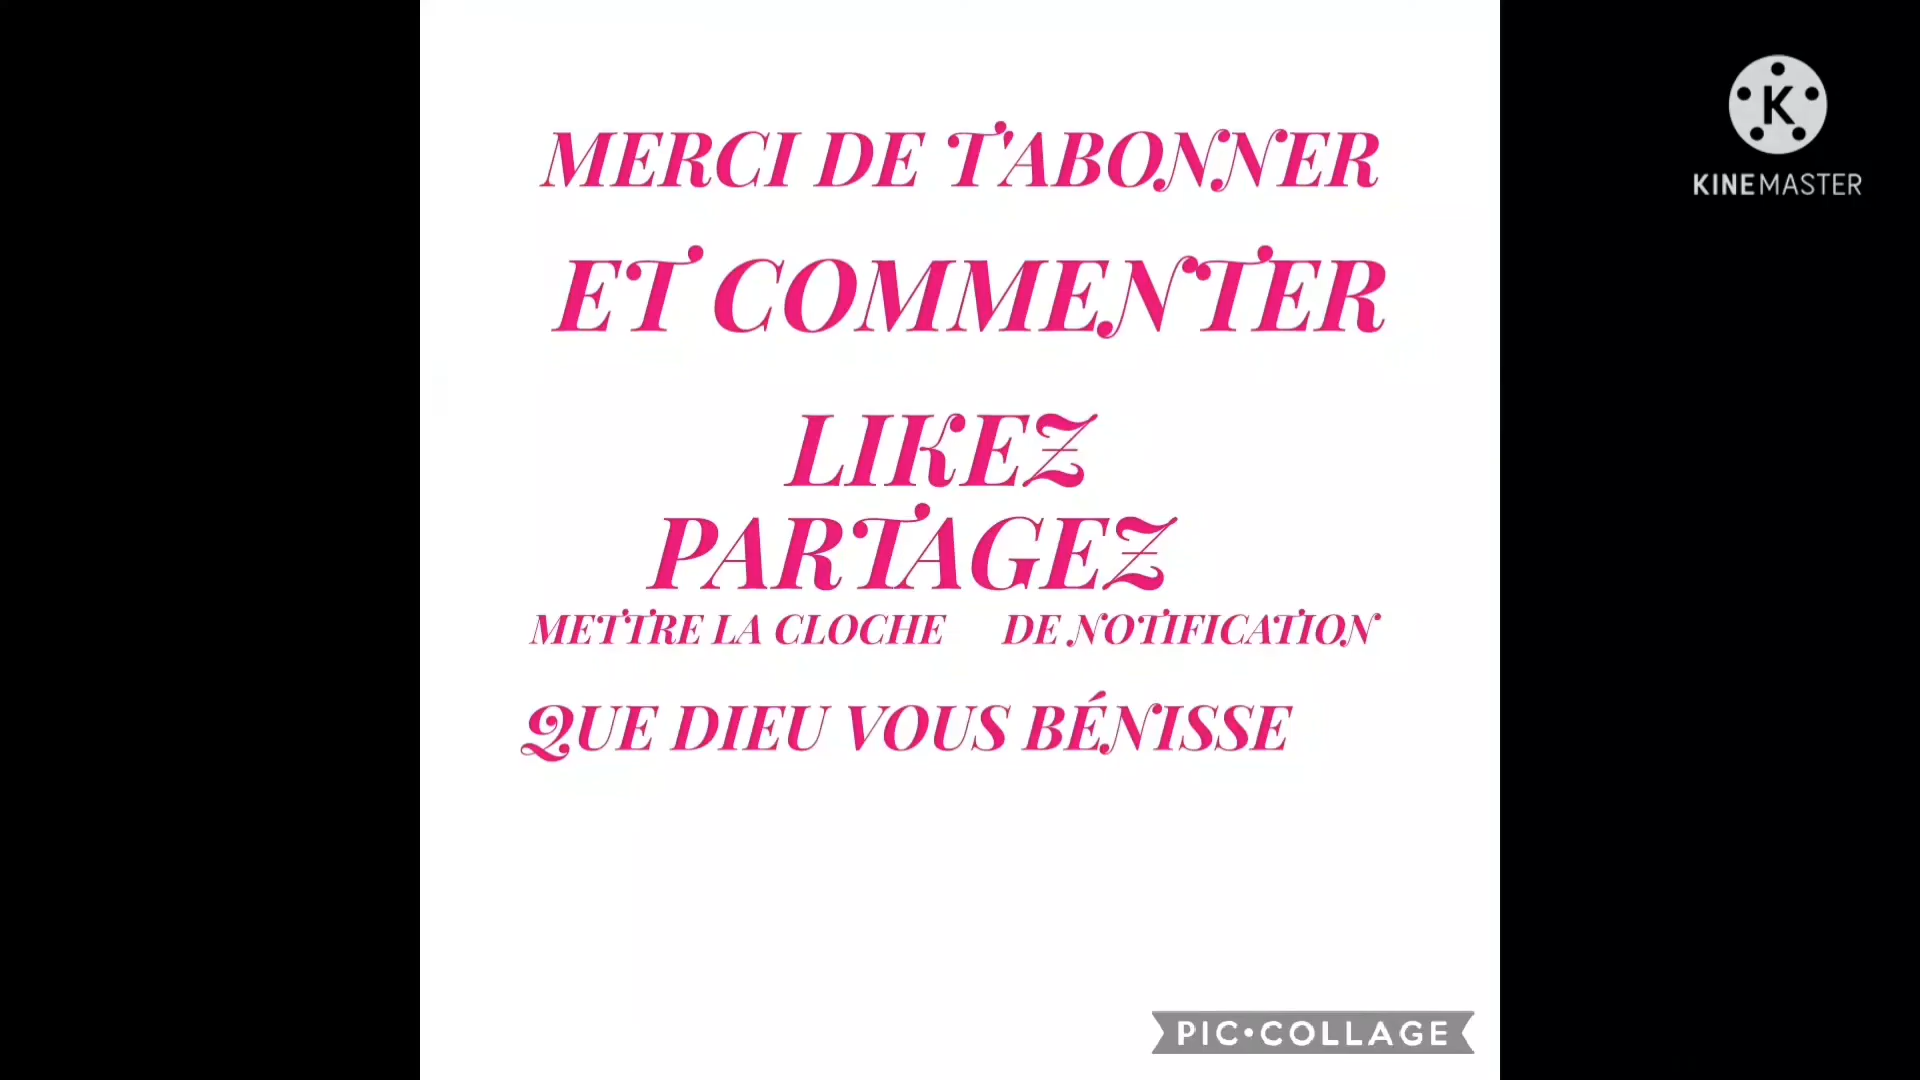 MERCI DE T'ABONNER
ET COMMENTER
LIKEZ
PARTAGEZ
METTRE LA CLOCHE DE NOTIFICATION
QUE DIEU VOUS BÉNISSE
K
KINEMASTER
PIC•COLLAGE